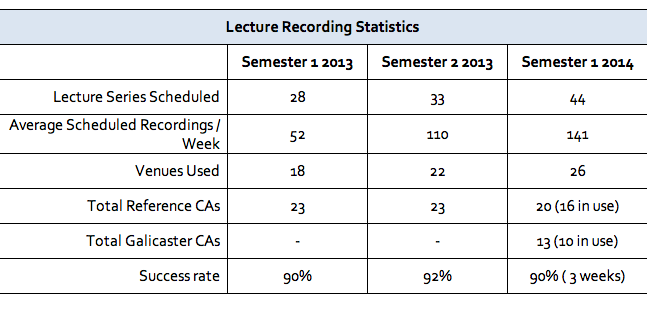 Lecture Recording Statistics
Semester 1 2013 Semester 2 2013 Semester 1 2014
Lecture Series Scheduled 28 33 44
Average Scheduled Recordings /
Week 52 110 141
Venues Used 18 22 26
Total Reference CAs 23 23 20 (16 in use)
Total Galicaster CAs - - 13 (10 in use)
Success rate 90% 92% 90% ( 3 weeks)